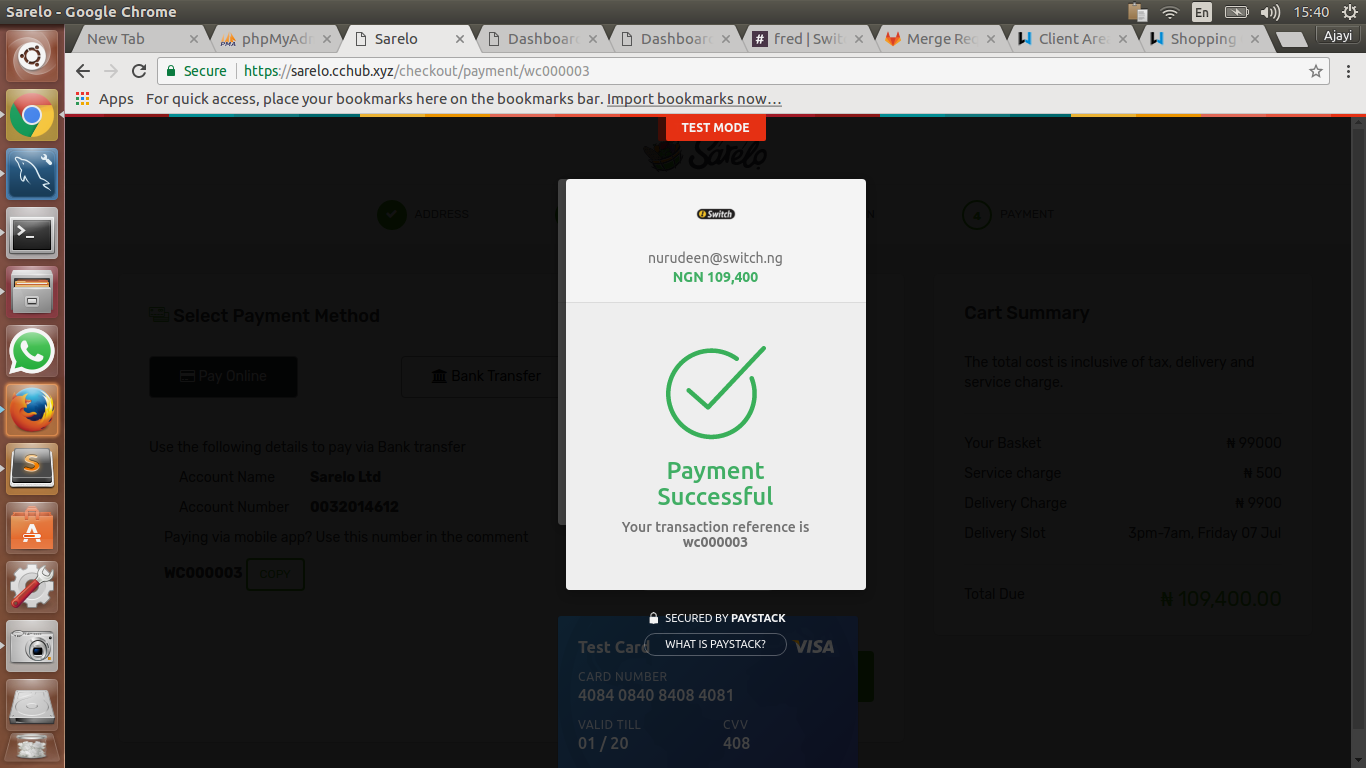 Sarelo - Google Chrome
En
15:40
New Tab
phpMyAdr
Sarelo
Dashboard
Dashboard
fred | Swit
Merge Rec
Client Area
Shopping
Ajayi
Secure
https://sarelo.cchub.xyz/checkout/payment/wc000003
Apps
For quick access, place your bookmarks here on the bookmarks bar. Import bookmarks now…
TEST MODE
Sarelo
ADDRESS
4 PAYMENT
Switch
nurudeen@switch.ng
NGN 109,400
Payment
Successful
Your transaction reference is
wc000003
Select Payment Method
Pay Online
Bank Transfer
Use the following details to pay via Bank transfer
Account Name Sarelo Ltd
Account Number 0032014612
Paying via mobile app? Use this number in the comment
WC000003 COPY
Cart Summary
The total cost is inclusive of tax, delivery and
service charge.
Your Basket ₦ 99000
Service charge ₦ 500
Delivery Charge ₦ 9900
Delivery Slot 3pm-7am, Friday 07 Jul
Total Due ₦ 109,400.00
SECURED BY PAYSTACK
WHAT IS PAYSTACK?
Test Card VISA
CARD NUMBER
4084 0840 8408 4081
VALID TILL CVV
01 / 20 408